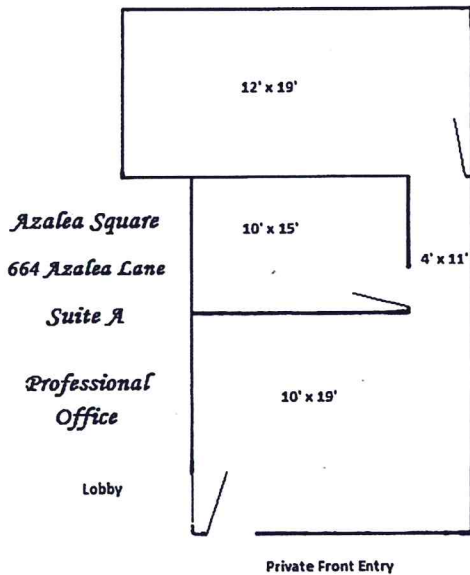 12' x 19'
Azalea Square
10' x 15'
664 Azalea Lane
4' x 11'
Suite A
Professional
Office
10' x 19'
Lobby
Private Front Entry